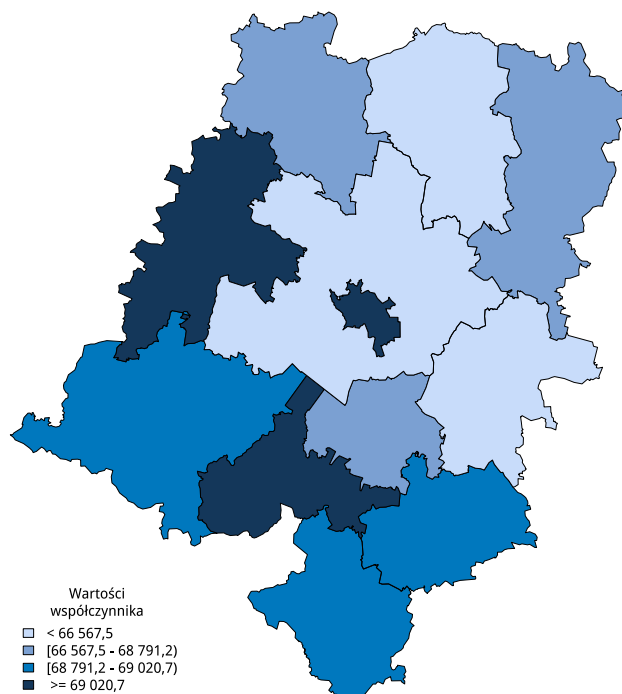 Wartości
współczynnika
< 66 567,5
[66 567,5 - 68 791,2)
[68 791,2 - 69 020,7)
>= 69 020,7